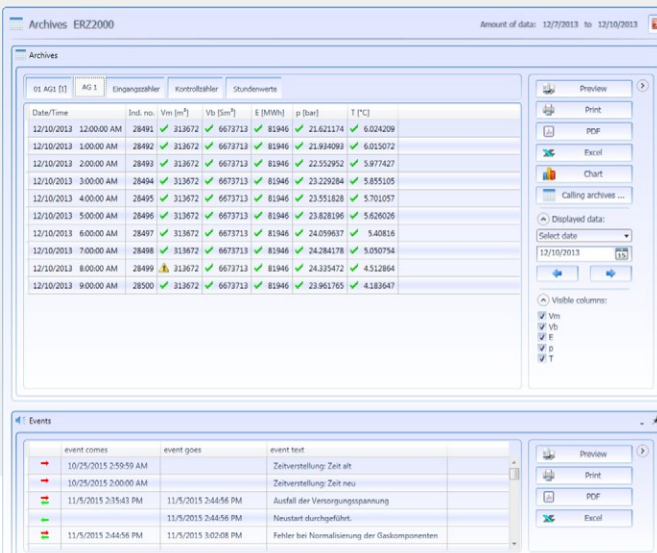 Archives ERZ2000
Amount of data: 12/7/2013 to 12/10/2013
Archives
01 AG1 [1] AG 1 Eingangszähler Kontrollzähler Stundenwerte
Date/Time Ind. no. Vm [m³] Vb [Sm³] E [MWh] p [bar] T [°C]
12/10/2013 12:00:00 AM 28491 313672 6673713 81946 21.621174 6.024209
12/10/2013 1:00:00 AM 28492 313672 6673713 81946 21.934093 6.015072
12/10/2013 2:00:00 AM 28493 313672 6673713 81946 22.552952 5.977427
12/10/2013 3:00:00 AM 28494 313672 6673713 81946 23.229284 5.855105
12/10/2013 4:00:00 AM 28495 313672 6673713 81946 23.551828 5.701057
12/10/2013 5:00:00 AM 28496 313672 6673713 81946 23.828196 5.626026
12/10/2013 6:00:00 AM 28497 313672 6673713 81946 24.059637 5.40816
12/10/2013 7:00:00 AM 28498 313672 6673713 81946 24.284178 5.050754
12/10/2013 8:00:00 AM 28499 313672 6673713 81946 24.335472 4.512864
12/10/2013 9:00:00 AM 28500 313672 6673713 81946 23.961765 4.183647
Preview
Print
PDF
Excel
Chart
Calling archives ...
Displayed data:
Select date
12/10/2013 15
Visible columns:
Vm
Vb
E
p
T
Events
event comes event goes event text
10/25/2015 2:59:59 AM Zeitverstellung: Zeit alt
10/25/2015 2:00:00 AM Zeitverstellung: Zeit neu
11/5/2015 2:35:43 PM 11/5/2015 2:44:56 PM Ausfall der Versorgungsspannung
11/5/2015 2:44:56 PM Neustart durchgeführt.
11/5/2015 2:44:56 PM 11/5/2015 3:02:08 PM Fehler bei Normalisierung der Gaskomponenten
Preview
Print
PDF
Excel